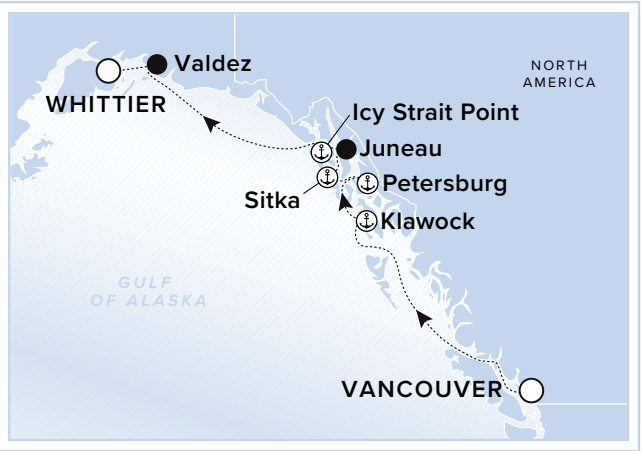 Valdez
NORTH
AMERICA
WHITTIER
Icy Strait Point
Juneau
Petersburg
Sitka
Klawock
GULF
OF ALASKA
VANCOUVER